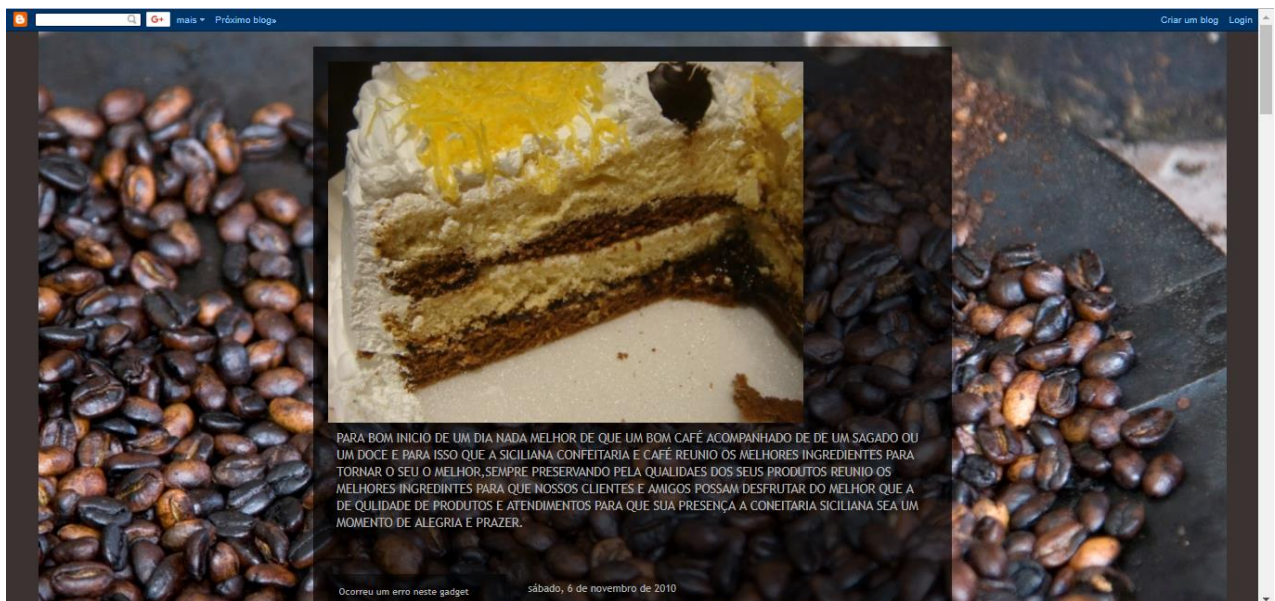 G+ mais Próximo blog» Criar um blog Login
PARA BOM INICIO DE UM DIA NADA MELHOR DE QUE UM BOM CAFÉ ACOMPANHADO DE DE UM SAGADO OU
UM DOCE E PARA ISSO QUE A SICILIANA CONFEITARIA E CAFÉ REUNIO OS MELHORES INGREDIENTES PARA
TORNAR O SEU O MELHOR,SEMPRE PRESERVANDO PELA QUALIDAES DOS SEUS PRODUTOS REUNIO OS
MELHORES INGREDINTES PARA QUE NOSSOS CLIENTES E AMIGOS POSSAM DESFRUTAR DO MELHOR QUE A
DE QULIDADE DE PRODUTOS E ATENDIMENTOS PARA QUE SUA PRESENÇA A CONEITARIA SICILIANA SEA UM
MOMENTO DE ALEGRIA E PRAZER.
Ocorreu um erro neste gadget
sábado, 6 de novembro de 2010